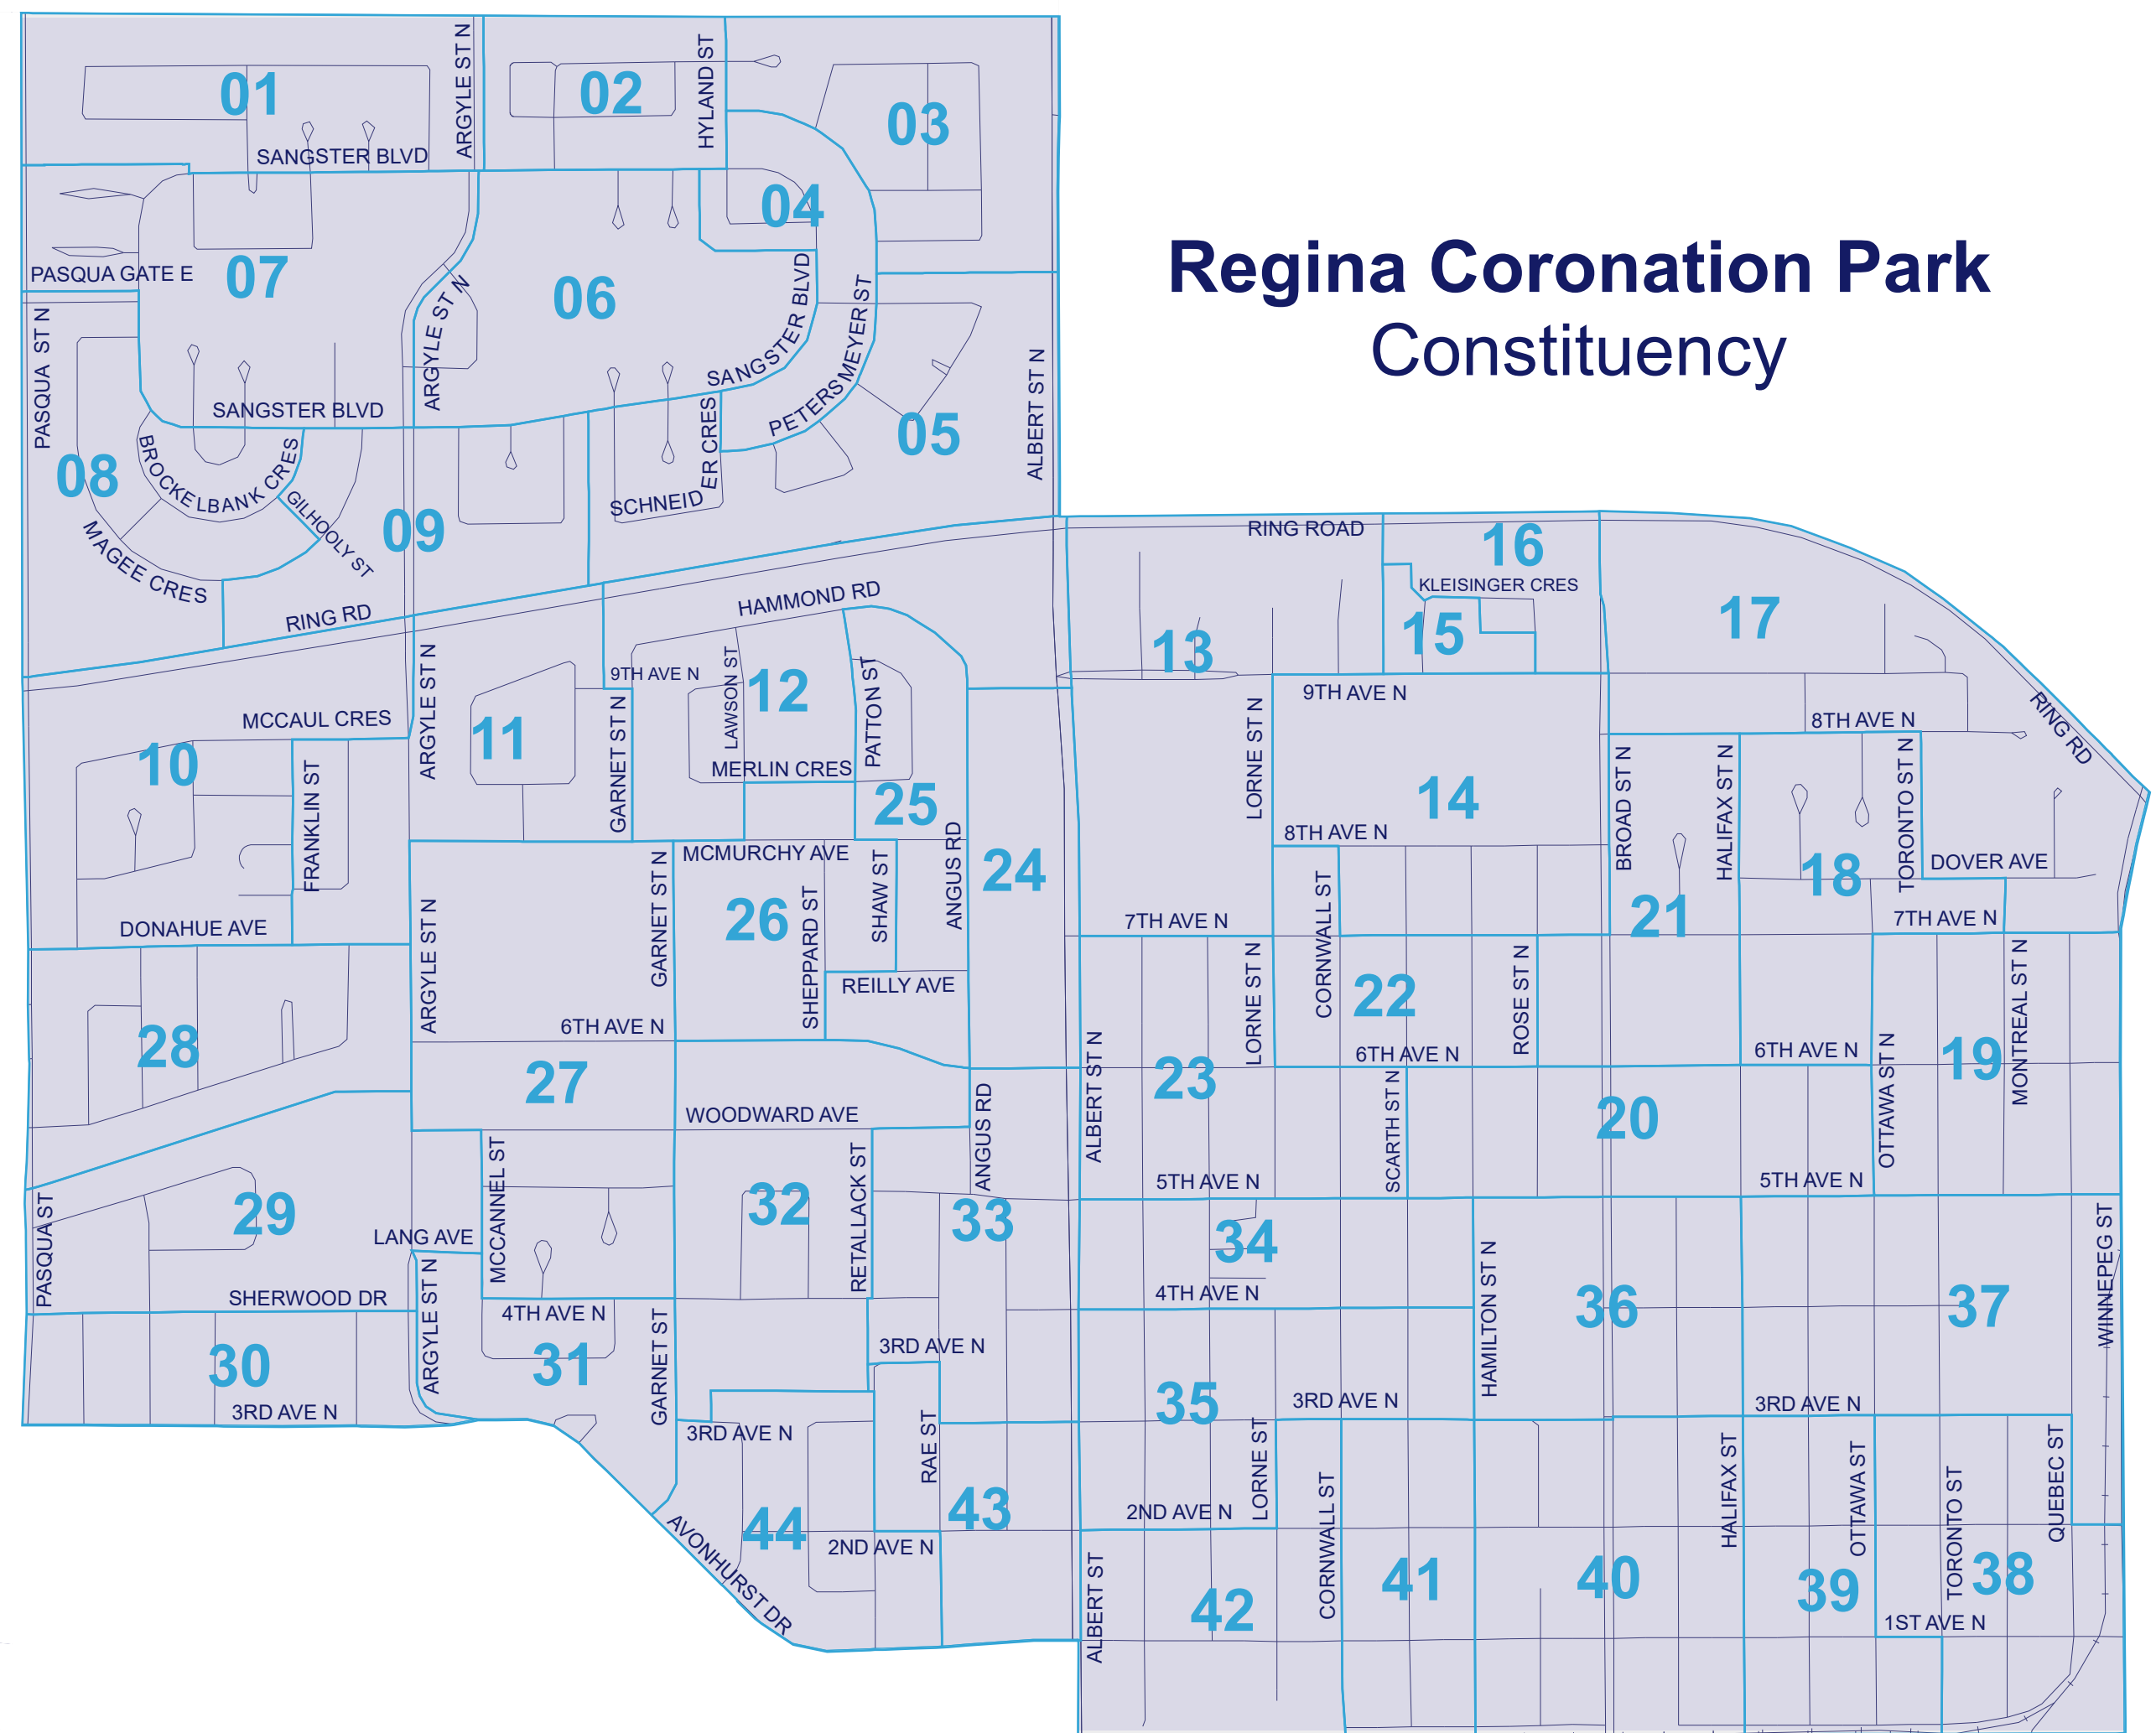 Regina Coronation Park
Constituency
01
02
03
04
05
06
07
08
09
10
11
12
13
14
15
16
17
18
19
20
21
22
23
24
25
26
27
28
29
30
31
32
33
34
35
36
37
38
39
40
41
42
43
44
ARGYLE ST N
HYLAND ST
SANGSTER BLVD
PASQUA GATE E
PASQUA ST N
ARGYLE ST N
SANGSTER BLVD
SANGSTER BLVD
PETERSMEYER ST
ALBERT ST N
BROCKELBANK CRES
GILHOOLY ST
MAGEE CRES
SCHNEID
ER CRES
RING RD
RING ROAD
KLEISINGER CRES
HAMMOND RD
9TH AVE N
LAWSON ST
PATTON ST
MCCAUL CRES
ARGYLE ST N
GARNET ST N
MERLIN CRES
FRANKLIN ST
LORNE ST N
9TH AVE N
8TH AVE N
RING RD
8TH AVE N
BROAD ST N
HALIFAX ST N
TORONTO ST N
DOVER AVE
MCMURCHY AVE
GARNET ST N
SHEPPARD ST
SHAW ST
ANGUS RD
DONAHUE AVE
ARGYLE ST N
7TH AVE N
CORNWALL ST
7TH AVE N
REILLY AVE
LORNE ST N
ROSE ST N
MONTREAL ST N
6TH AVE N
6TH AVE N
6TH AVE N
ALBERT ST N
SCARTH ST N
OTTAWA ST N
WOODWARD AVE
ANGUS RD
5TH AVE N
5TH AVE N
MCCANNEL ST
RETALLACK ST
PASQUA ST
LANG AVE
WINNEPEG ST
SHERWOOD DR
ARGYLE ST N
4TH AVE N
4TH AVE N
HAMILTON ST N
GARNET ST
3RD AVE N
3RD AVE N
3RD AVE N
3RD AVE N
3RD AVE N
RAE ST
LORNE ST
HALIFAX ST
OTTAWA ST
QUEBEC ST
2ND AVE N
2ND AVE N
CORNWALL ST
TORONTO ST
AVONHURST DR
ALBERT ST
1ST AVE N